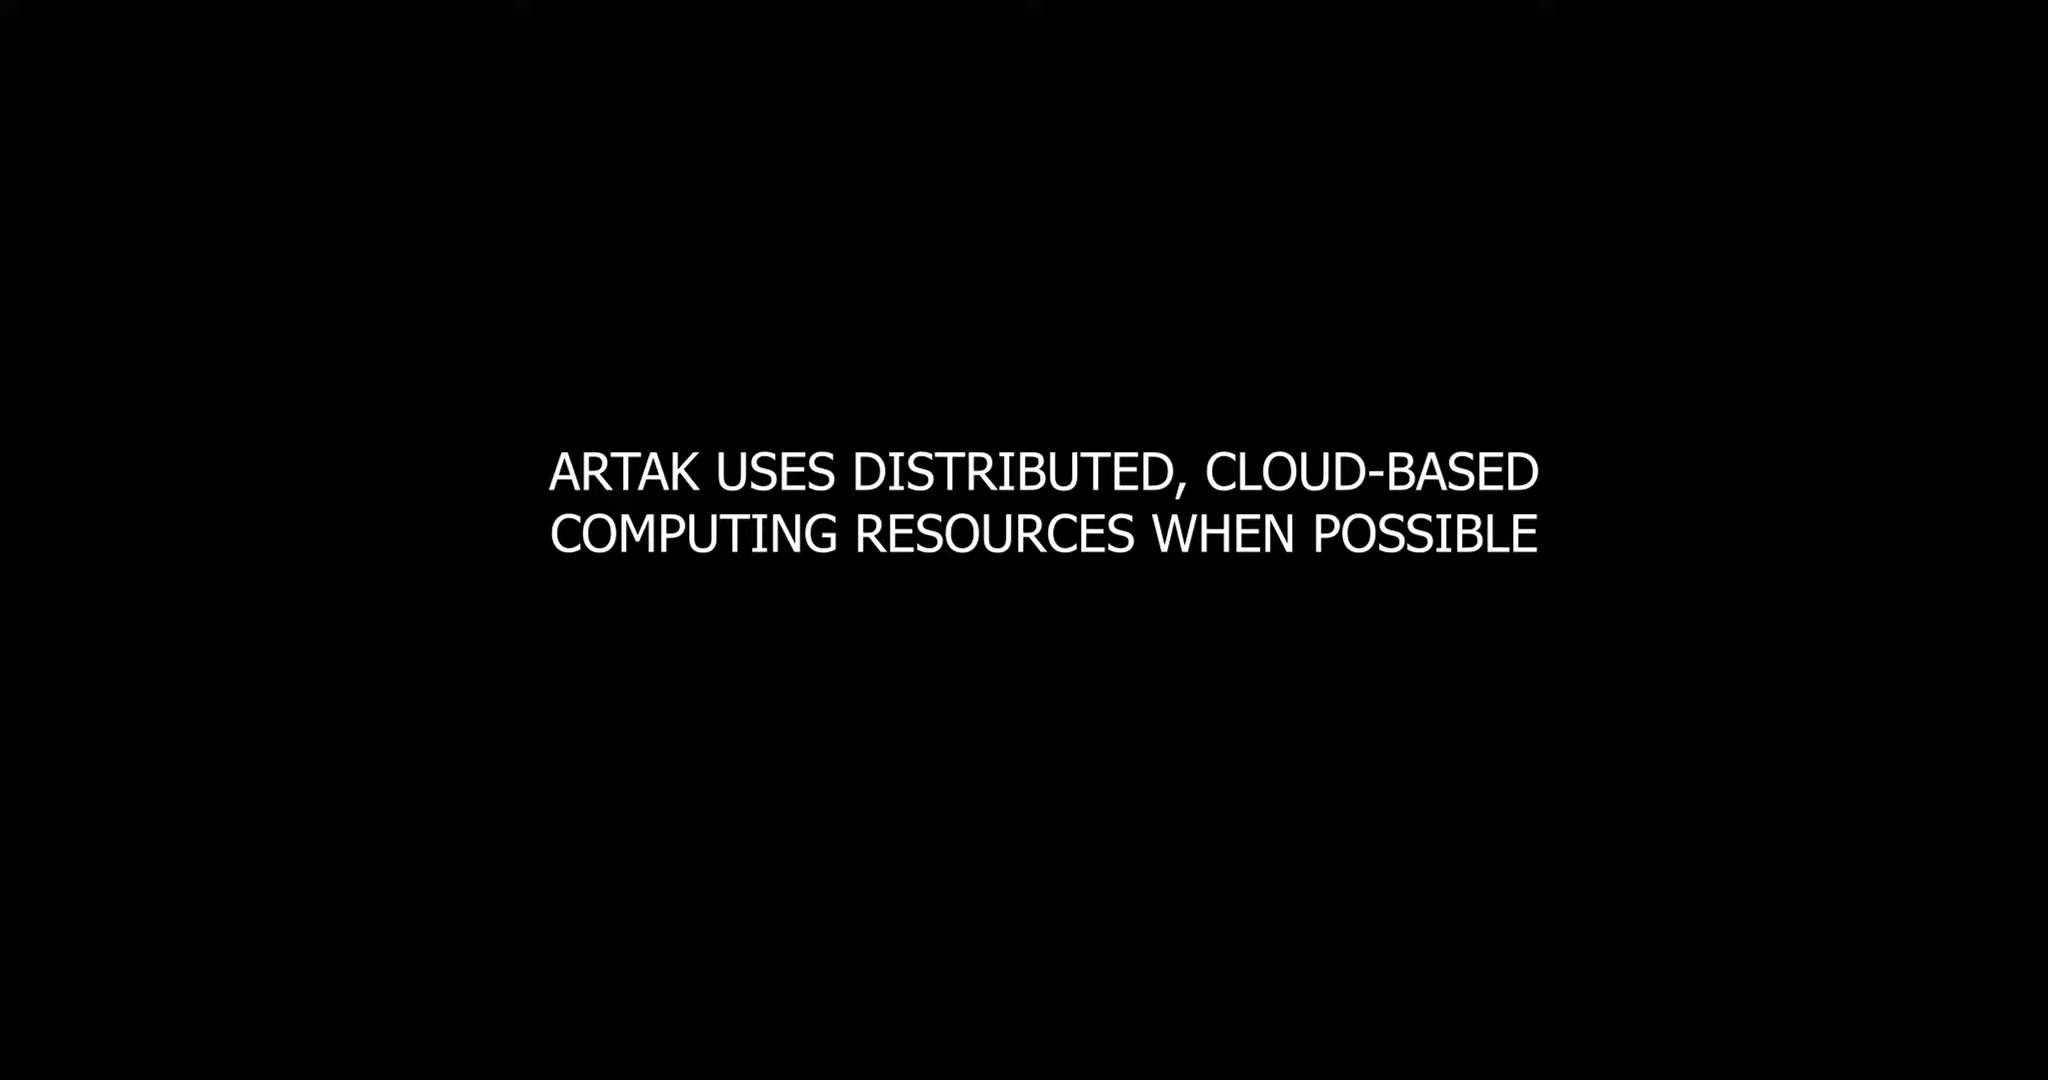 ARTAK USES DISTRIBUTED, CLOUD-BASED
COMPUTING RESOURCES WHEN POSSIBLE